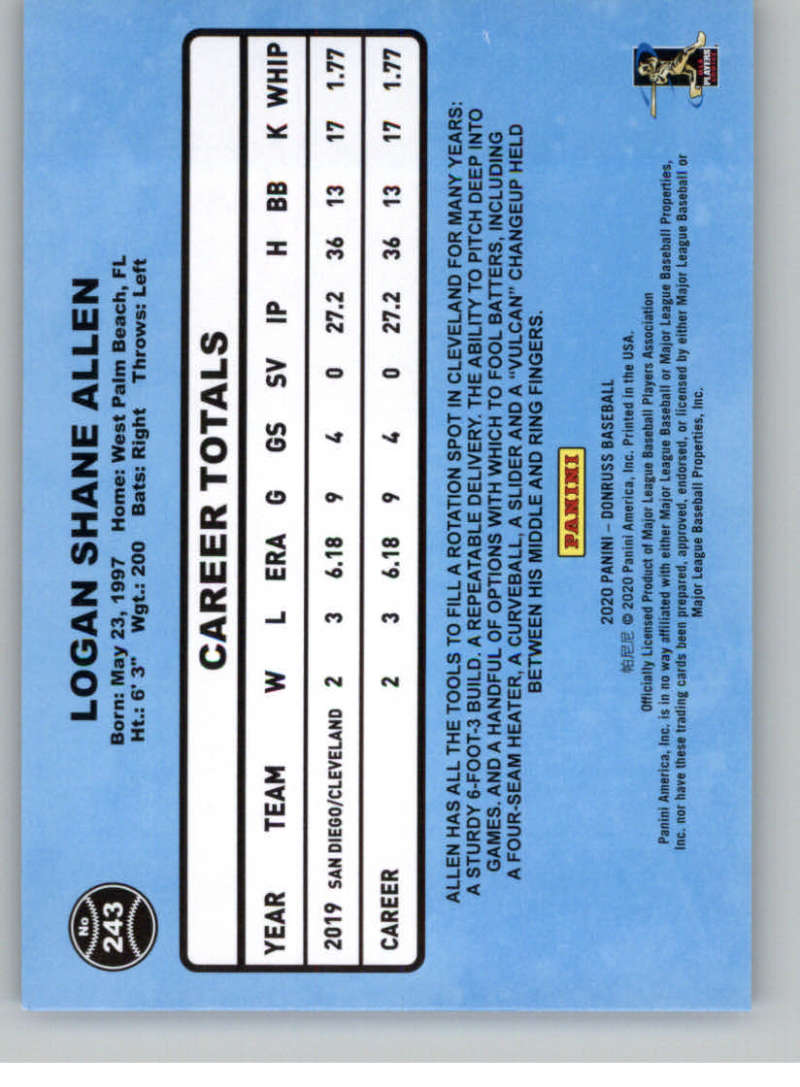 No
243
LOGAN SHANE ALLEN
Born: May 23, 1997 Home: West Palm Beach, FL
Ht.: 6' 3" Wgt.: 200 Bats: Right Throws: Left
CAREER TOTALS
YEAR TEAM W L ERA G GS SV IP H BB K WHIP
2019 SAN DIEGO/CLEVELAND 2 3 6.18 9 4 0 27.2 36 13 17 1.77
CAREER 2 3 6.18 9 4 0 27.2 36 13 17 1.77
ALLEN HAS ALL THE TOOLS TO FILL A ROTATION SPOT IN CLEVELAND FOR MANY YEARS:
A STURDY 6-FOOT-3 BUILD. A REPEATABLE DELIVERY. THE ABILITY TO PITCH DEEP INTO
GAMES. AND A HANDFUL OF OPTIONS WITH WHICH TO FOOL BATTERS, INCLUDING
A FOUR-SEAM HEATER, A CURVEBALL, A SLIDER AND A "VULCAN" CHANGEUP HELD
BETWEEN HIS MIDDLE AND RING FINGERS.
PANINI
2020 PANINI – DONRUSS BASEBALL
帕尼尼 © 2020 Panini America, Inc. Printed in the USA.
Officially Licensed Product of Major League Baseball Players Association
Panini America, Inc. is in no way affiliated with either Major League Baseball or Major League Baseball Properties,
Inc. nor have these trading cards been prepared, approved, endorsed, or licensed by either Major League Baseball or
Major League Baseball Properties, Inc.
PLAYERS